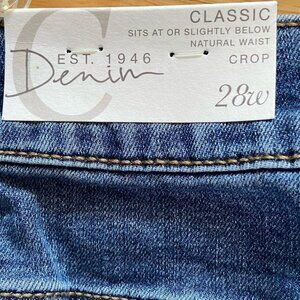 CLASSIC
SITS AT OR SLIGHTLY BELOW
NATURAL WAIST
C
EST. 1946
Denim
CROP
28w